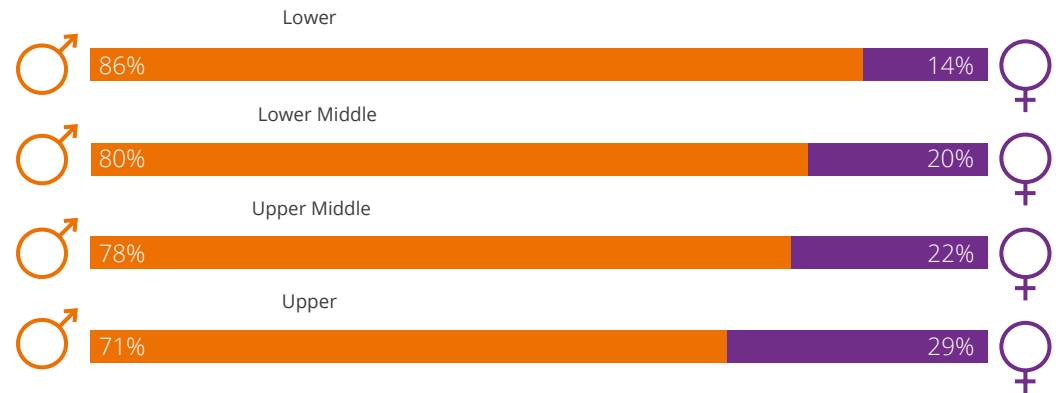 Lower
86% 14%
Lower Middle
80% 20%
Upper Middle
78% 22%
Upper
71% 29%